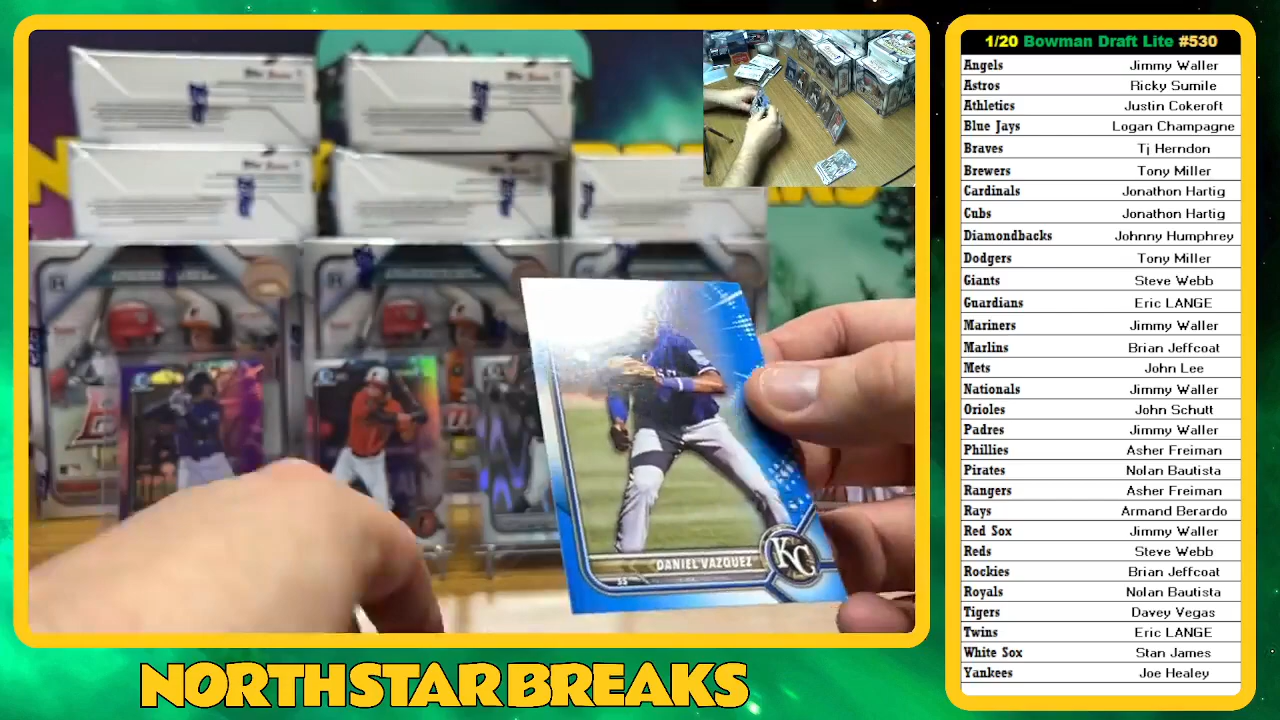 1/20 Bowman Draft Lite #530
Angels Jimmy Waller
Astros Ricky Sumile
Athletics Justin Cokeroft
Blue Jays Logan Champagne
Braves Tj Herndon
Brewers Tony Miller
Cardinals Jonathon Hartig
Cubs Jonathon Hartig
Diamondbacks Johnny Humphrey
Dodgers Tony Miller
Giants Steve Webb
Guardians Eric LANGE
Mariners Jimmy Waller
Marlins Brian Jeffcoat
Mets John Lee
Nationals Jimmy Waller
Orioles John Schutt
Padres Jimmy Waller
Phillies Asher Freiman
Pirates Nolan Bautista
Rangers Asher Freiman
Rays Armand Berardo
Red Sox Jimmy Waller
Reds Steve Webb
Rockies Brian Jeffcoat
Royals Nolan Bautista
Tigers Davey Vegas
Twins Eric LANGE
White Sox Stan James
Yankees Joe Healey
DANIEL VAZQUEZ
SS
KC
NORTHSTAR BREAKS